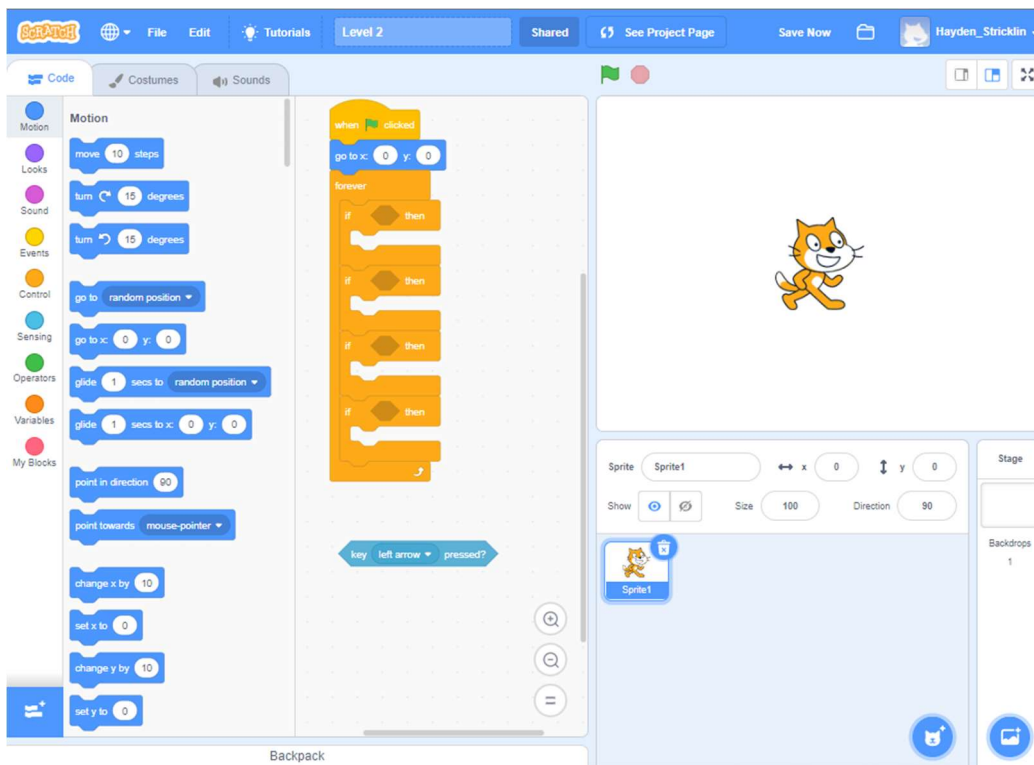 SCRATCH File Edit Tutorials Level 2 Shared See Project Page Save Now Hayden_Stricklin
Code Costumes Sounds
Motion
Looks
Sound
Events
Control
Sensing
Operators
Variables
My Blocks
Motion
move 10 steps
turn 15 degrees
turn 15 degrees
go to random position
go to x: 0 y: 0
glide 1 secs to random position
glide 1 secs to x: 0 y: 0
point in direction 90
point towards mouse-pointer
change x by 10
set x to 0
change y by 10
set y to 0
when clicked
go to x: 0 y: 0
forever
if then
if then
if then
if then
key left arrow pressed?
Backpack
Sprite Sprite1 x 0 y 0
Show Size 100 Direction 90
Sprite1
Stage
Backdrops
1